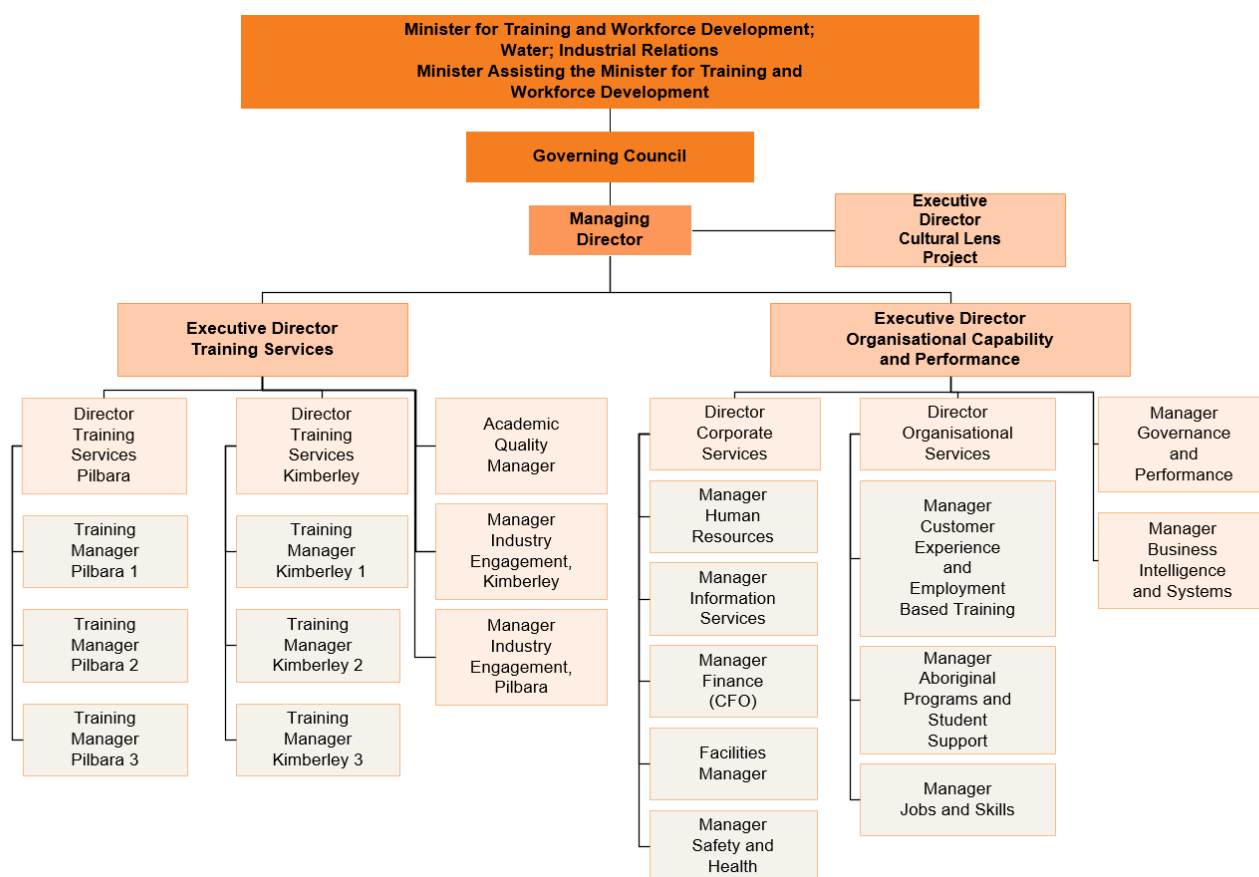 Minister for Training and Workforce Development;
Water; Industrial Relations
Minister Assisting the Minister for Training and
Workforce Development
Governing Council
Managing
Director
Executive
Director
Cultural Lens
Project
Executive Director
Training Services
Executive Director
Organisational Capability
and Performance
Director
Training
Services
Pilbara
Training
Manager
Pilbara 1
Training
Manager
Pilbara 2
Training
Manager
Pilbara 3
Director
Training
Services
Kimberley
Training
Manager
Kimberley 1
Training
Manager
Kimberley 2
Training
Manager
Kimberley 3
Academic
Quality
Manager
Manager
Industry
Engagement,
Kimberley
Manager
Industry
Engagement,
Pilbara
Director
Corporate
Services
Manager
Human
Resources
Manager
Information
Services
Manager
Finance
(CFO)
Facilities
Manager
Manager
Safety and
Health
Director
Organisational
Services
Manager
Customer
Experience
and
Employment
Based Training
Manager
Aboriginal
Programs and
Student
Support
Manager
Jobs and Skills
Manager
Governance
and
Performance
Manager
Business
Intelligence
and Systems